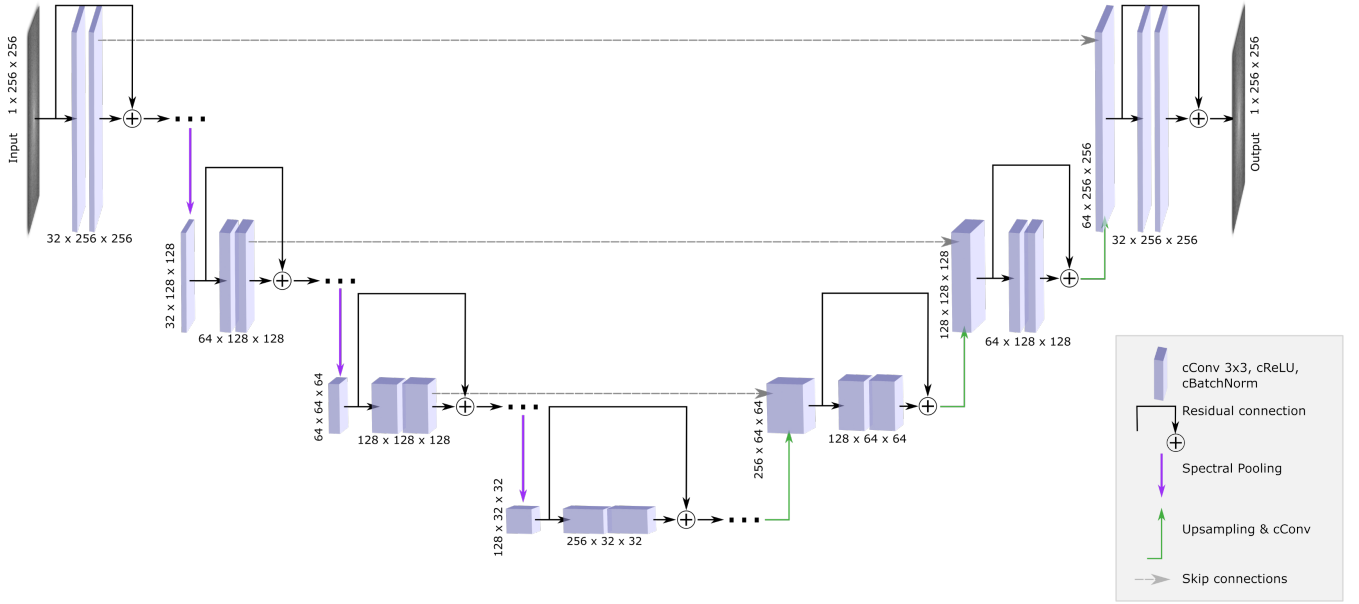 Input 1 x 256 x 256
32 x 256 x 256
32 x 128 x 128
64 x 128 x 128
64 x 64 x 64
128 x 128 x 128
128 x 32 x 32
256 x 32 x 32
256 x 64 x 64
128 x 64 x 64
128 x 128 x 128
64 x 128 x 128
64 x 256 x 256
32 x 256 x 256
Output 1 x 256 x 256
cConv 3x3, cReLU,
cBatchNorm
Residual connection
Spectral Pooling
Upsampling & cConv
Skip connections